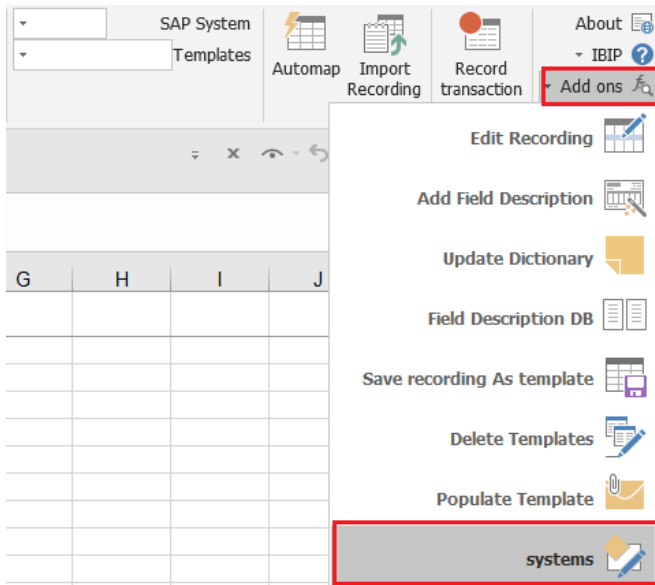 SAP System
Templates
Automap
Import
Recording
Record
transaction
About
IBIP
Add ons
Edit Recording
Add Field Description
Update Dictionary
Field Description DB
Save recording As template
Delete Templates
Populate Template
systems
G H I J